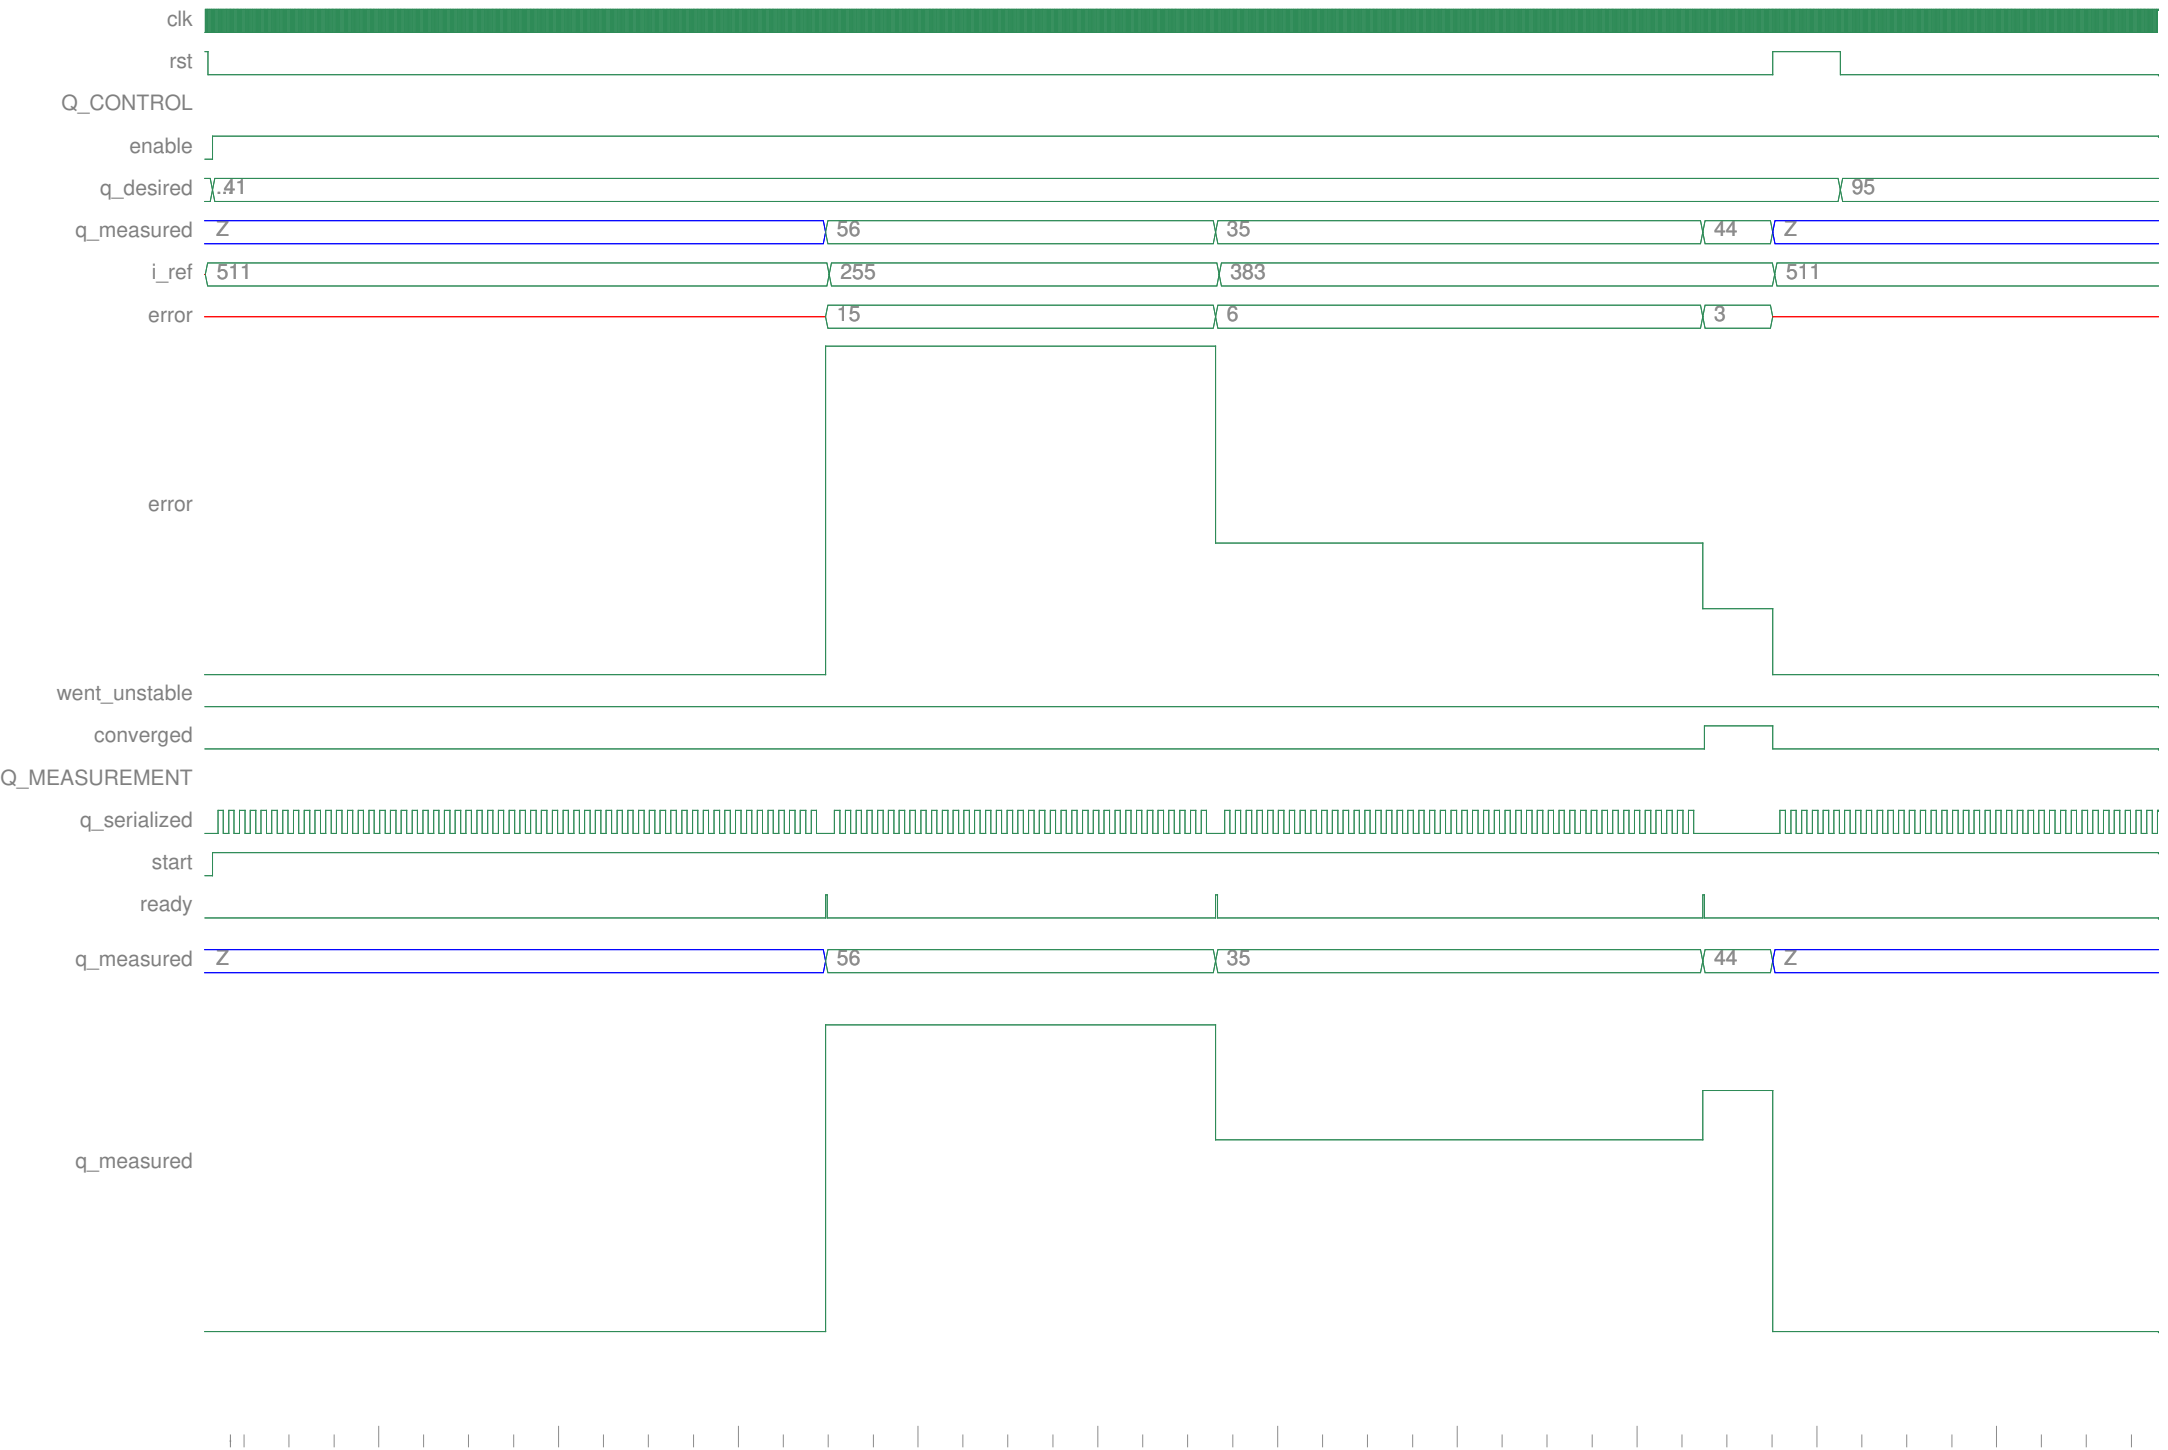 clk
rst
Q_CONTROL
enable
q_desired ..41 95
q_measured Z 56 35 44 Z
i_ref 511 255 383 511
error 15 6 3
error
went_unstable
converged
Q_MEASUREMENT
q_serialized
start
ready
q_measured Z 56 35 44 Z
q_measured